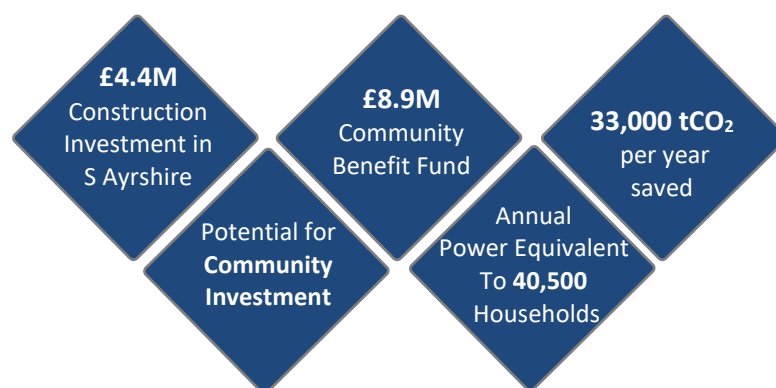 £4.4M
Construction
Investment in
S Ayrshire
£8.9M
Community
Benefit Fund
33,000 tCO₂
per year
saved
Potential for
Community
Investment
Annual
Power Equivalent
To 40,500
Households